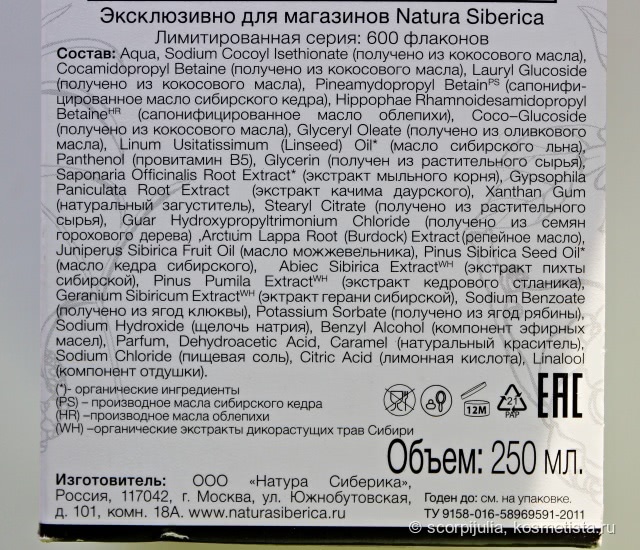 Эксклюзивно для магазинов Natura Siberica
Лимитированная серия: 600 флаконов
Состав: Aqua, Sodium Cocoyl Isethionate (получено из кокосового масла),
Cocamidopropyl Betaine (получено из кокосового масла), Lauryl Glucoside
(получено из кокосового масла), Pineamydopropyl BetainPS (сапонифи-
цированное масло сибирского кедра), Hippophae Rhamnoidesamidopropyl
BetaineHR (сапонифицированное масло облепихи), Coco–Glucoside
(получено из кокосового масла), Glyceryl Oleate (получено из оливкового
масла), Linum Usitatissimum (Linseed) Oil* (масло сибирского льна),
Panthenol (провитамин В5), Glycerin (получен из растительного сырья),
Saponaria Officinalis Root Extract* (экстракт мыльного корня), Gypsophila
Paniculata Root Extract (экстракт качима даурского), Xanthan Gum
(натуральный загуститель), Stearyl Citrate (получено из растительного
сырья), Guar Hydroxypropyltrimonium Chloride (получено из семян
горохового дерева) ,Arctium Lappa Root (Burdock) Extract (репейное масло),
Juniperus Sibirica Fruit Oil (масло можжевельника), Pinus Sibirica Seed Oil*
(масло кедра сибирского), Abiec Sibirica ExtractWH (экстракт пихты
сибирской), Pinus Pumila ExtractWH (экстракт кедрового стланика),
Geranium Sibiricum ExtractWH (экстракт герани сибирской), Sodium Benzoate
(получено из ягод клюквы), Potassium Sorbate (получено из ягод рябины),
Sodium Hydroxide (щелочь натрия), Benzyl Alcohol (компонент эфирных
масел), Parfum, Dehydroacetic Acid, Caramel (натуральный краситель),
Sodium Chloride (пищевая соль), Citric Acid (лимонная кислота), Linalool
(компонент отдушки).
(*)- органические ингредиенты
(PS) – производное масла сибирского кедра
(HR) –производное масла облепихи
(WH) –органические экстракты дикорастущих трав Сибири
12M
21
PAP
EAC
Объем: 250 мл.
Изготовитель: ООО «Натура Сиберика»,
Россия, 117042, г. Москва, ул. Южнобутовская,
д. 101, комн. 18А. www.naturasiberica.ru
Годен до: см. на упаковке.
ТУ 9158-016-58969591-2011
© scorpijulia, kosmetista.ru